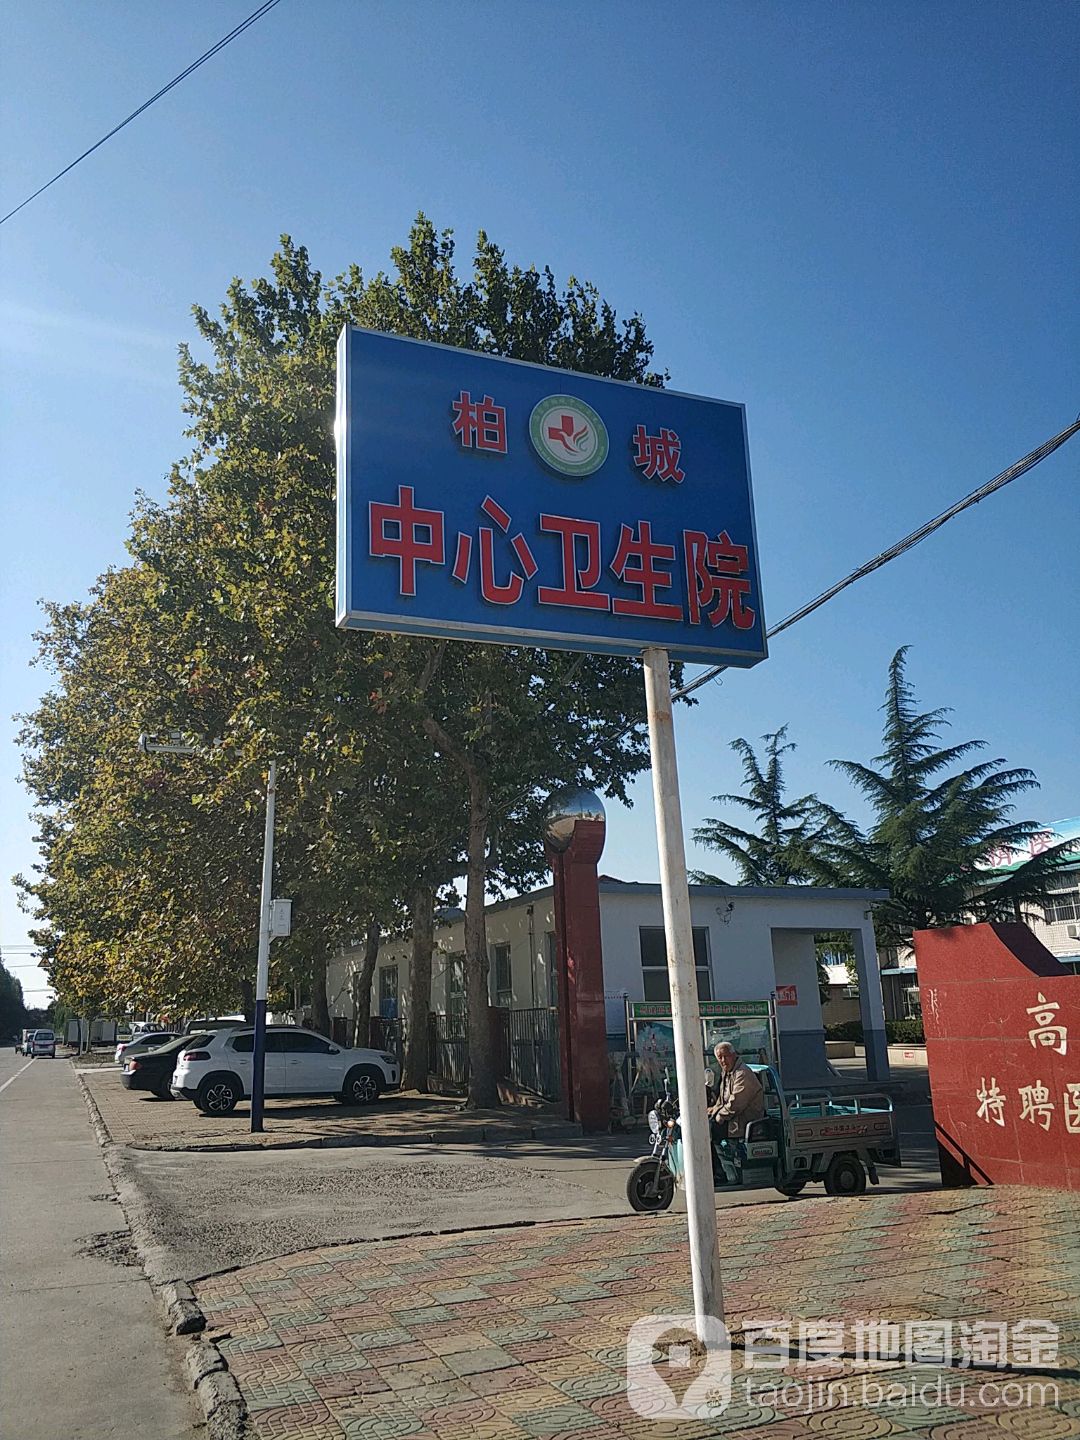 柏 城
中心卫生院
高
特聘医
百度地图淘金
taojin.baidu.com